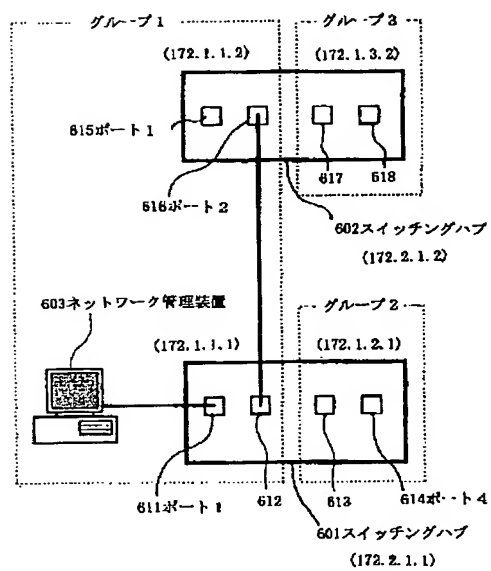 グループ1
グループ3
(172.1.1.2)
(172.1.3.2)
615ポート1
616ポート2
617
618
602スイッチングハブ
(172.2.1.2)
603ネットワーク管理装置
グループ2
(172.1.1.1)
(172.1.2.1)
611ポート1
612
613
614ポート4
601スイッチングハブ
(172.2.1.1)